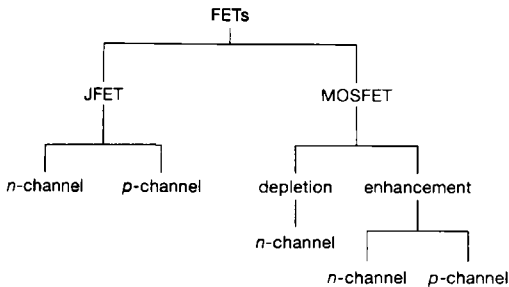 FETs
JFET MOSFET
n-channel p-channel depletion enhancement
n-channel
n-channel p-channel